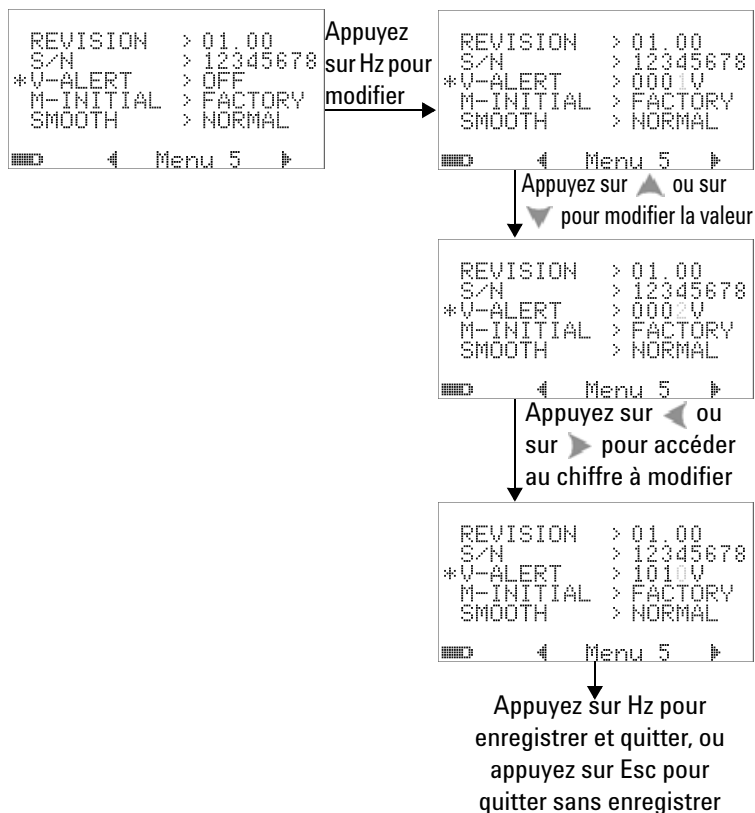 REVISION > 01.00
S/N > 12345678
*V-ALERT > OFF
M-INITIAL > FACTORY
SMOOTH > NORMAL
Menu 5
Appuyez
sur Hz pour
modifier
REVISION > 01.00
S/N > 12345678
*V-ALERT > 0001V
M-INITIAL > FACTORY
SMOOTH > NORMAL
Menu 5
Appuyez sur ou sur
pour modifier la valeur
REVISION > 01.00
S/N > 12345678
*V-ALERT > 0002V
M-INITIAL > FACTORY
SMOOTH > NORMAL
Menu 5
Appuyez sur ou
sur pour accéder
au chiffre à modifier
REVISION > 01.00
S/N > 12345678
*V-ALERT > 1010V
M-INITIAL > FACTORY
SMOOTH > NORMAL
Menu 5
Appuyez sur Hz pour
enregistrer et quitter, ou
appuyez sur Esc pour
quitter sans enregistrer